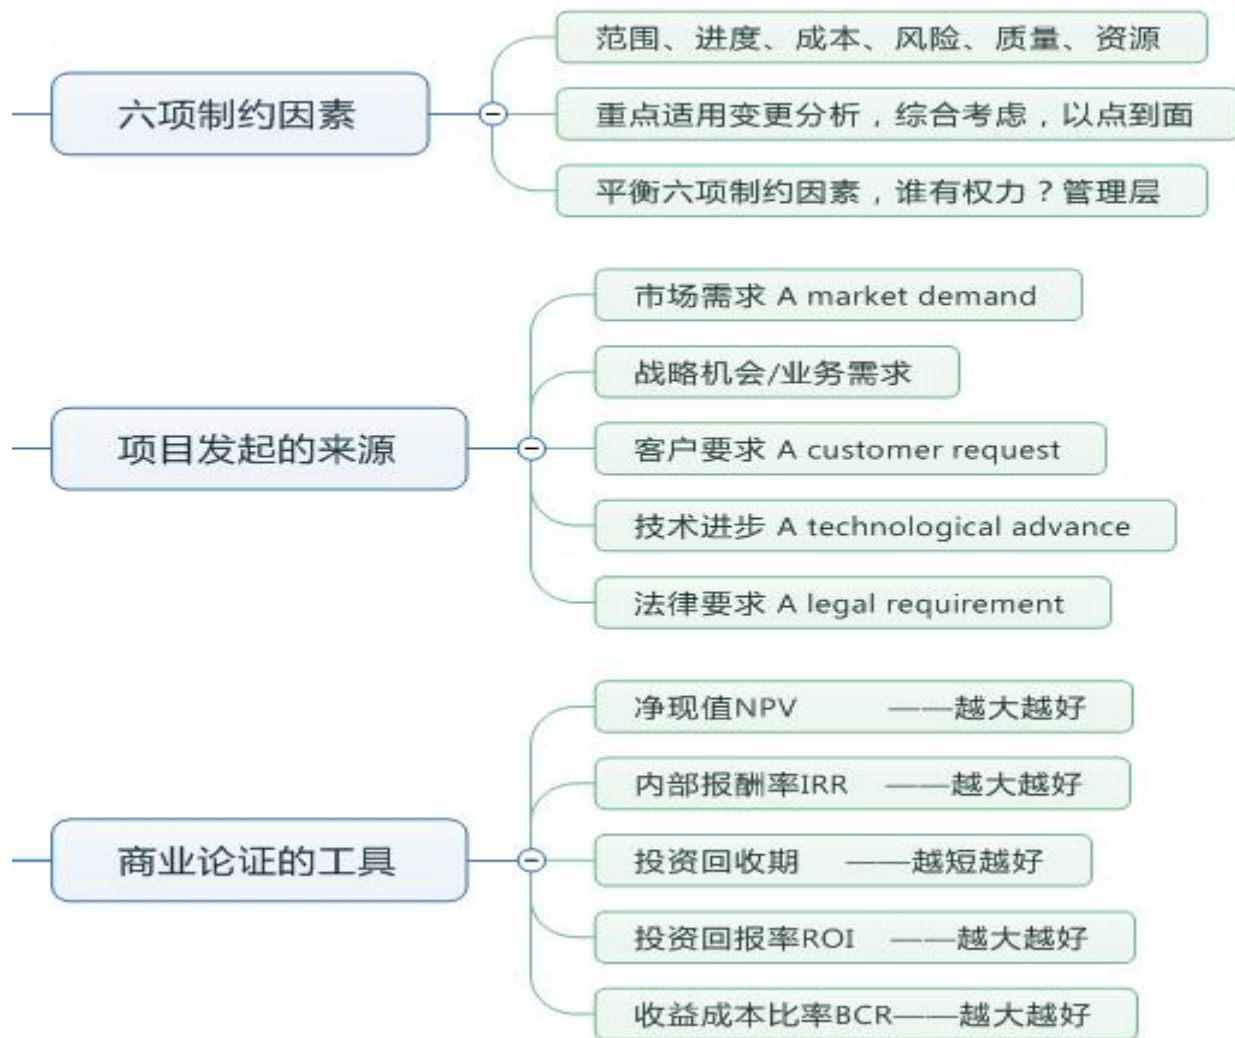 六项制约因素
范围、进度、成本、风险、质量、资源
重点适用变更分析，综合考虑，以点到面
平衡六项制约因素，谁有权力？管理层
项目发起的来源
市场需求 A market demand
战略机会/业务需求
客户要求 A customer request
技术进步 A technological advance
法律要求 A legal requirement
商业论证的工具
净现值NPV ——越大越好
内部报酬率IRR ——越大越好
投资回收期 ——越短越好
投资回报率ROI ——越大越好
收益成本比率BCR——越大越好